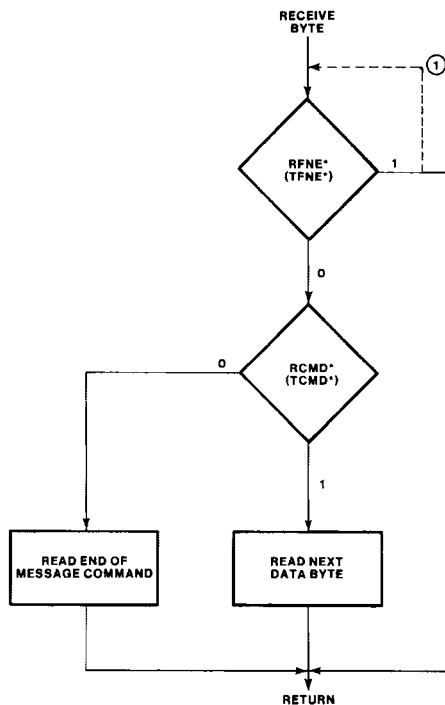 RECEIVE
BYTE
1
RFNE*
(TFNE*)
1
0
0
RCMD*
(TCMD*)
1
READ END OF
MESSAGE COMMAND
READ NEXT
DATA BYTE
RETURN